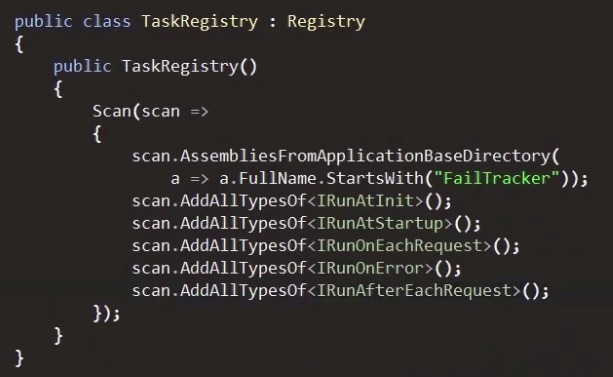 public class TaskRegistry : Registry
{
    public TaskRegistry()
    {
        Scan(scan =>
        {
            scan.AssembliesFromApplicationBaseDirectory(
                a => a.FullName.StartsWith("FailTracker"));
            scan.AddAllTypesOf<IRunAtInit>();
            scan.AddAllTypesOf<IRunAtStartup>();
            scan.AddAllTypesOf<IRunOnEachRequest>();
            scan.AddAllTypesOf<IRunOnError>();
            scan.AddAllTypesOf<IRunAfterEachRequest>();
        });
    }
}